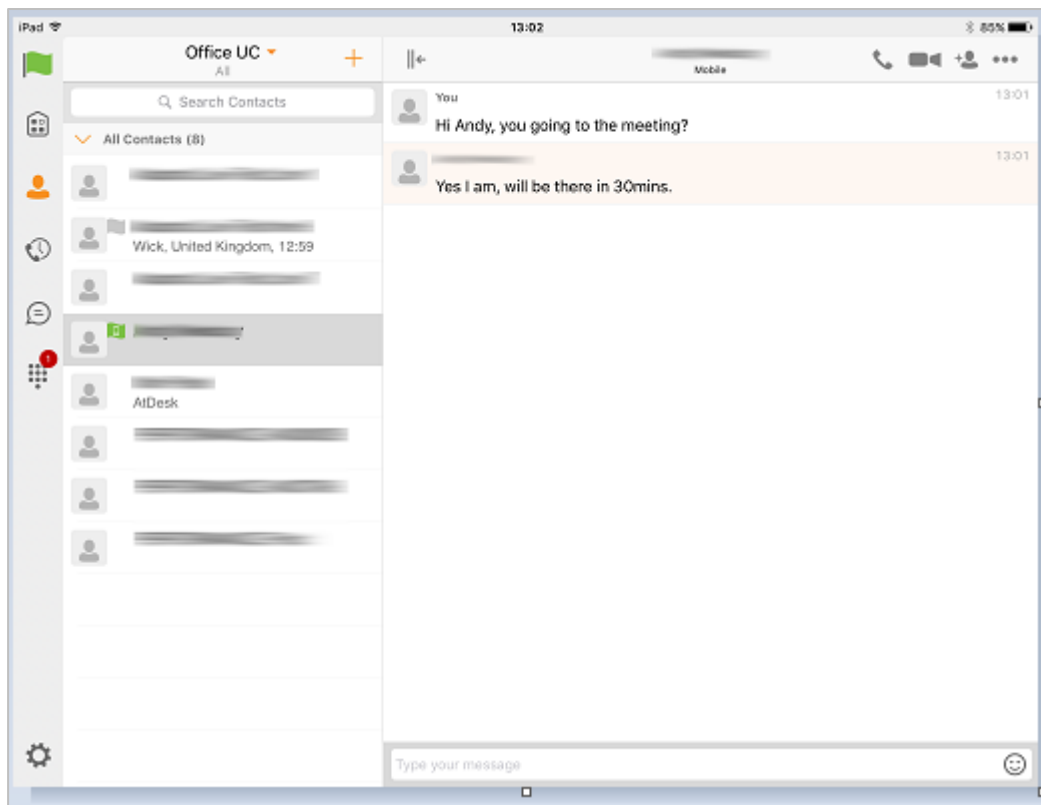 iPad
13:02
85%
Office UC
All
Search Contacts
All Contacts (8)
Wick, United Kingdom, 12:59
AtDesk
1
Mobile
You
13:01
Hi Andy, you going to the meeting?
13:01
Yes I am, will be there in 30mins.
Type your message